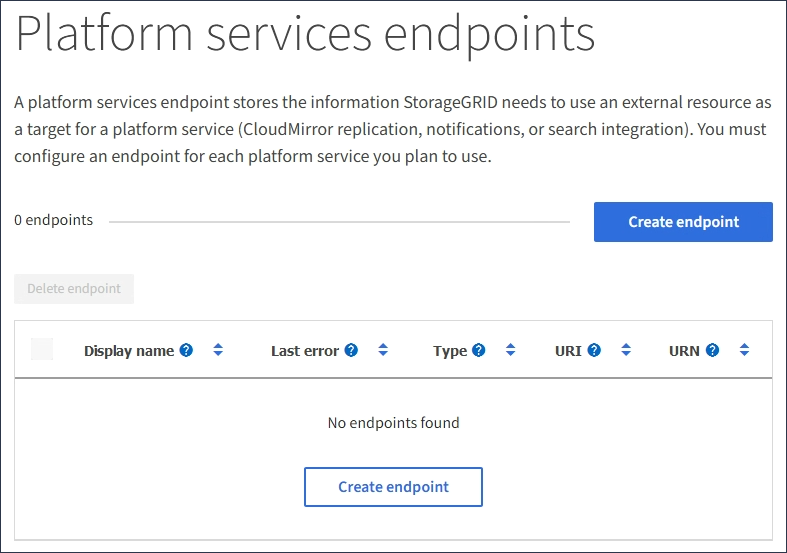 Platform services endpoints
A platform services endpoint stores the information StorageGRID needs to use an external resource as
a target for a platform service (CloudMirror replication, notifications, or search integration). You must
configure an endpoint for each platform service you plan to use.
0 endpoints
Create endpoint
Delete endpoint
Display name ? Last error ? Type ? URI ? URN ?
No endpoints found
Create endpoint